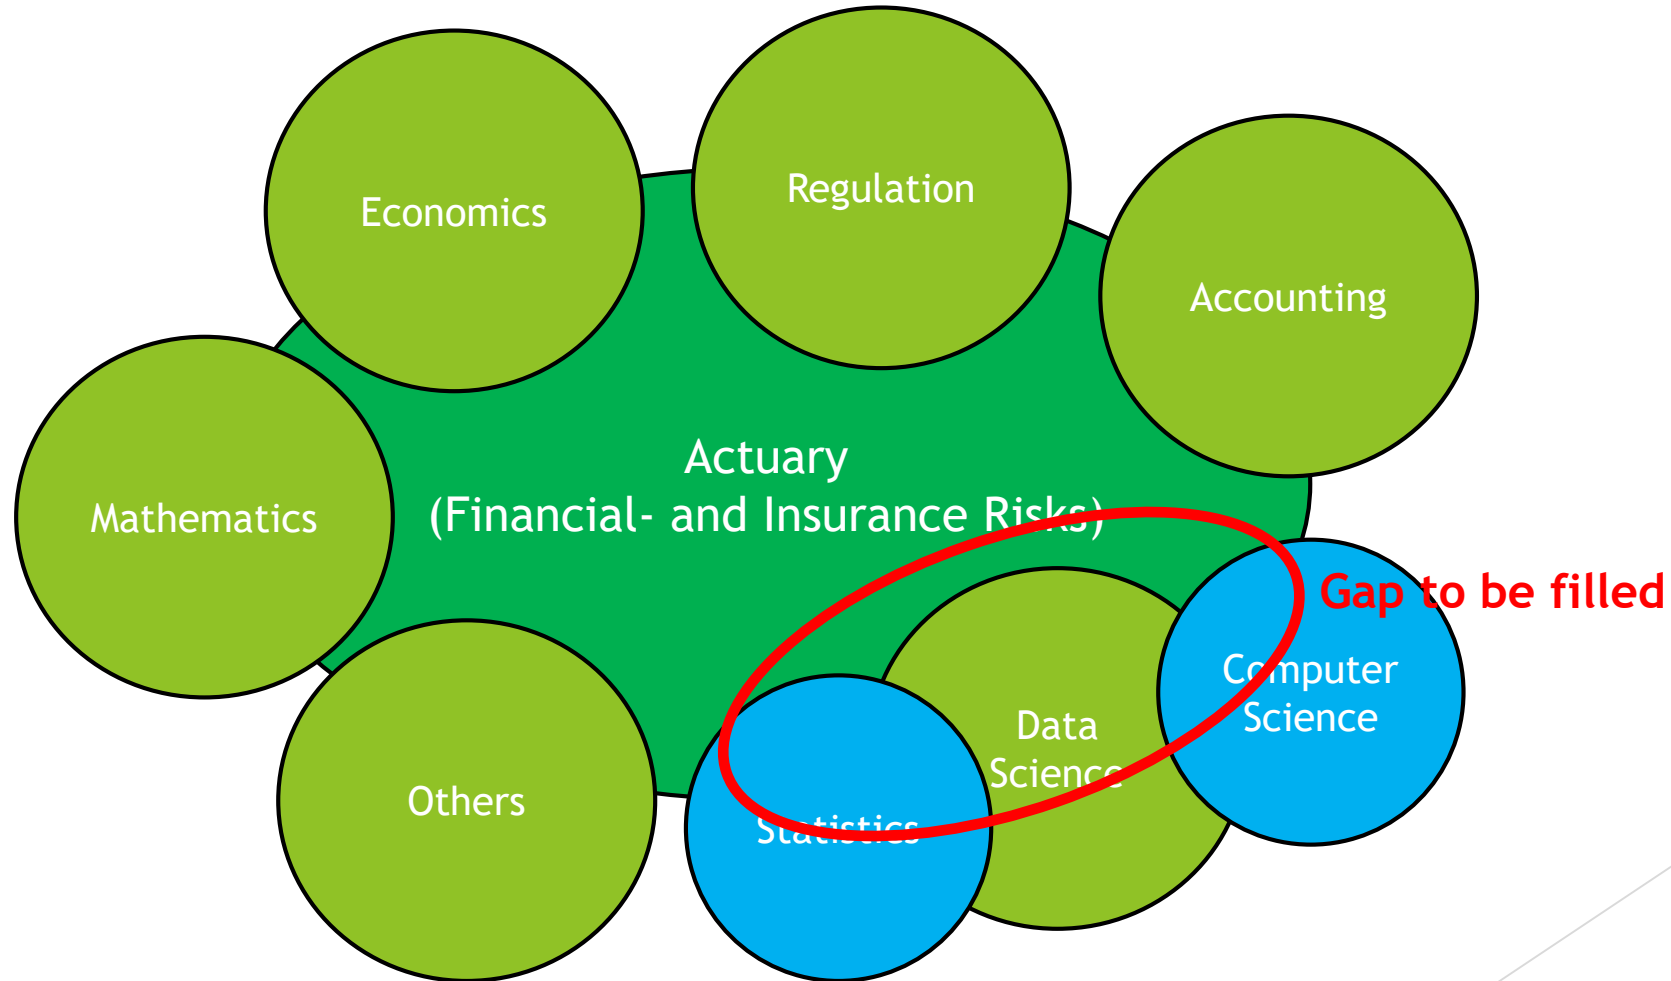 Regulation
Economics
Accounting
Actuary
(Financial- and Insurance Risks)
Mathematics
Gap to be filled
Computer
Science
Data
Science
Others
Statistics